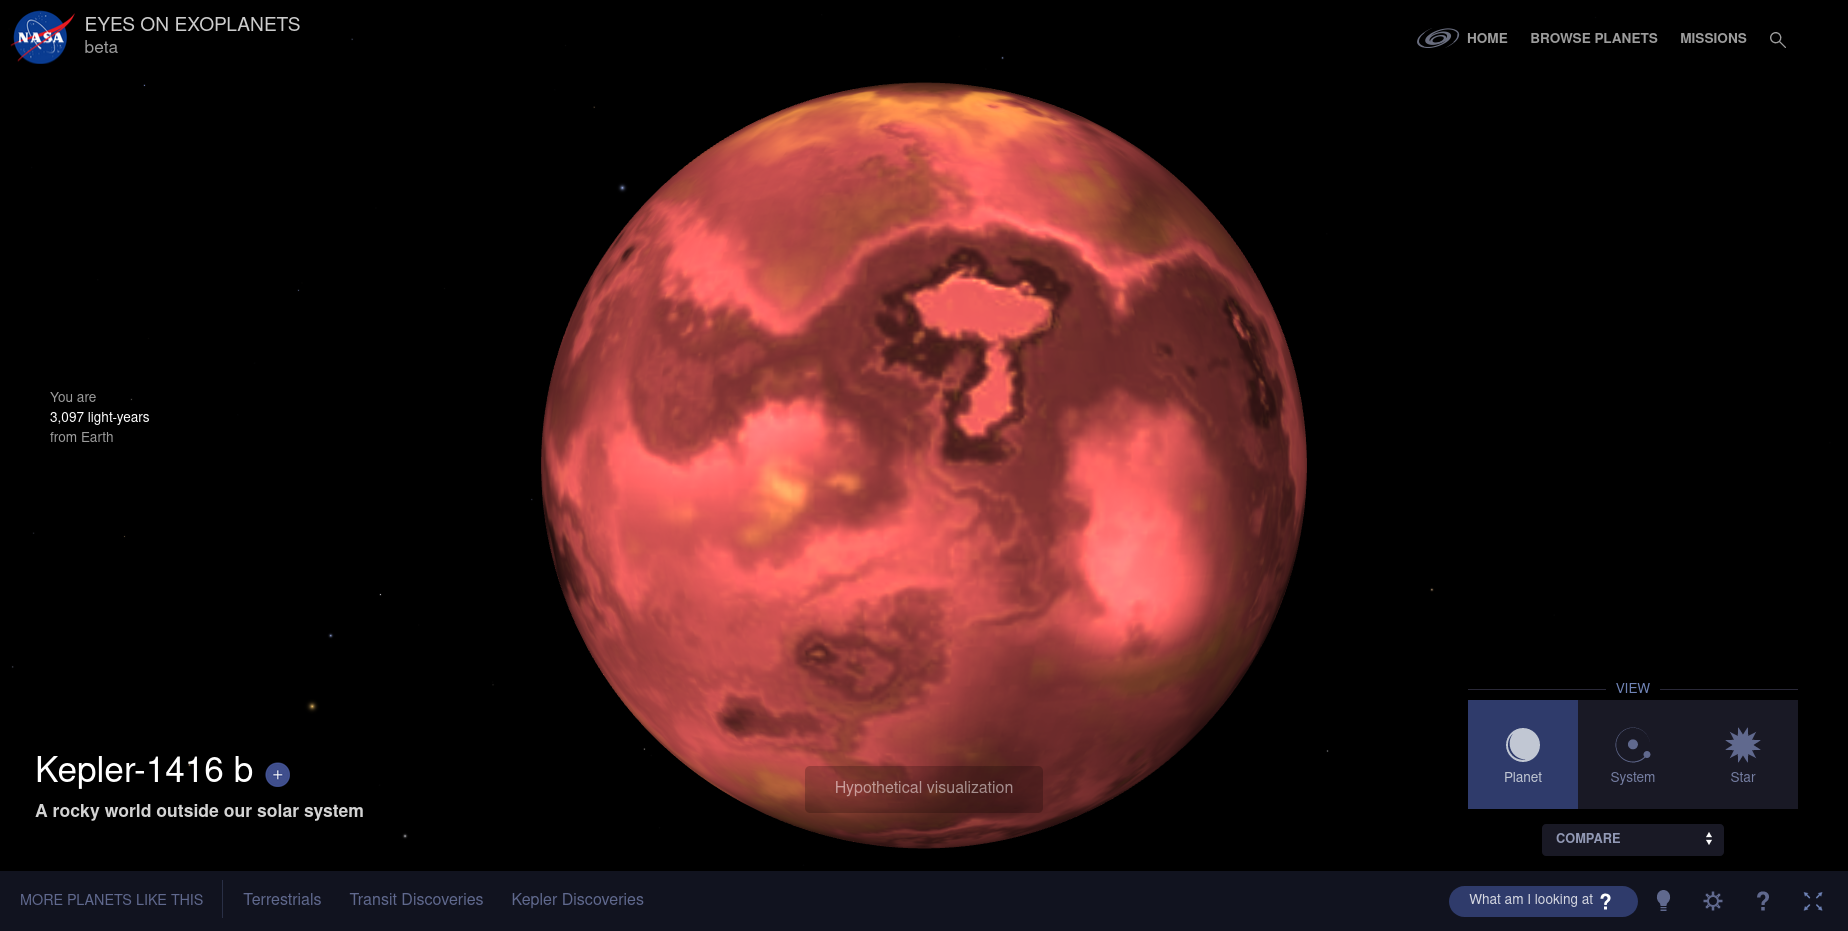 NASA
EYES ON EXOPLANETS
beta
HOME
BROWSE PLANETS
MISSIONS
You are
3,097 light-years
from Earth
Kepler-1416 b +
A rocky world outside our solar system
Hypothetical visualization
VIEW
Planet
System
Star
COMPARE
MORE PLANETS LIKE THIS
Terrestrials
Transit Discoveries
Kepler Discoveries
What am I looking at ?
?